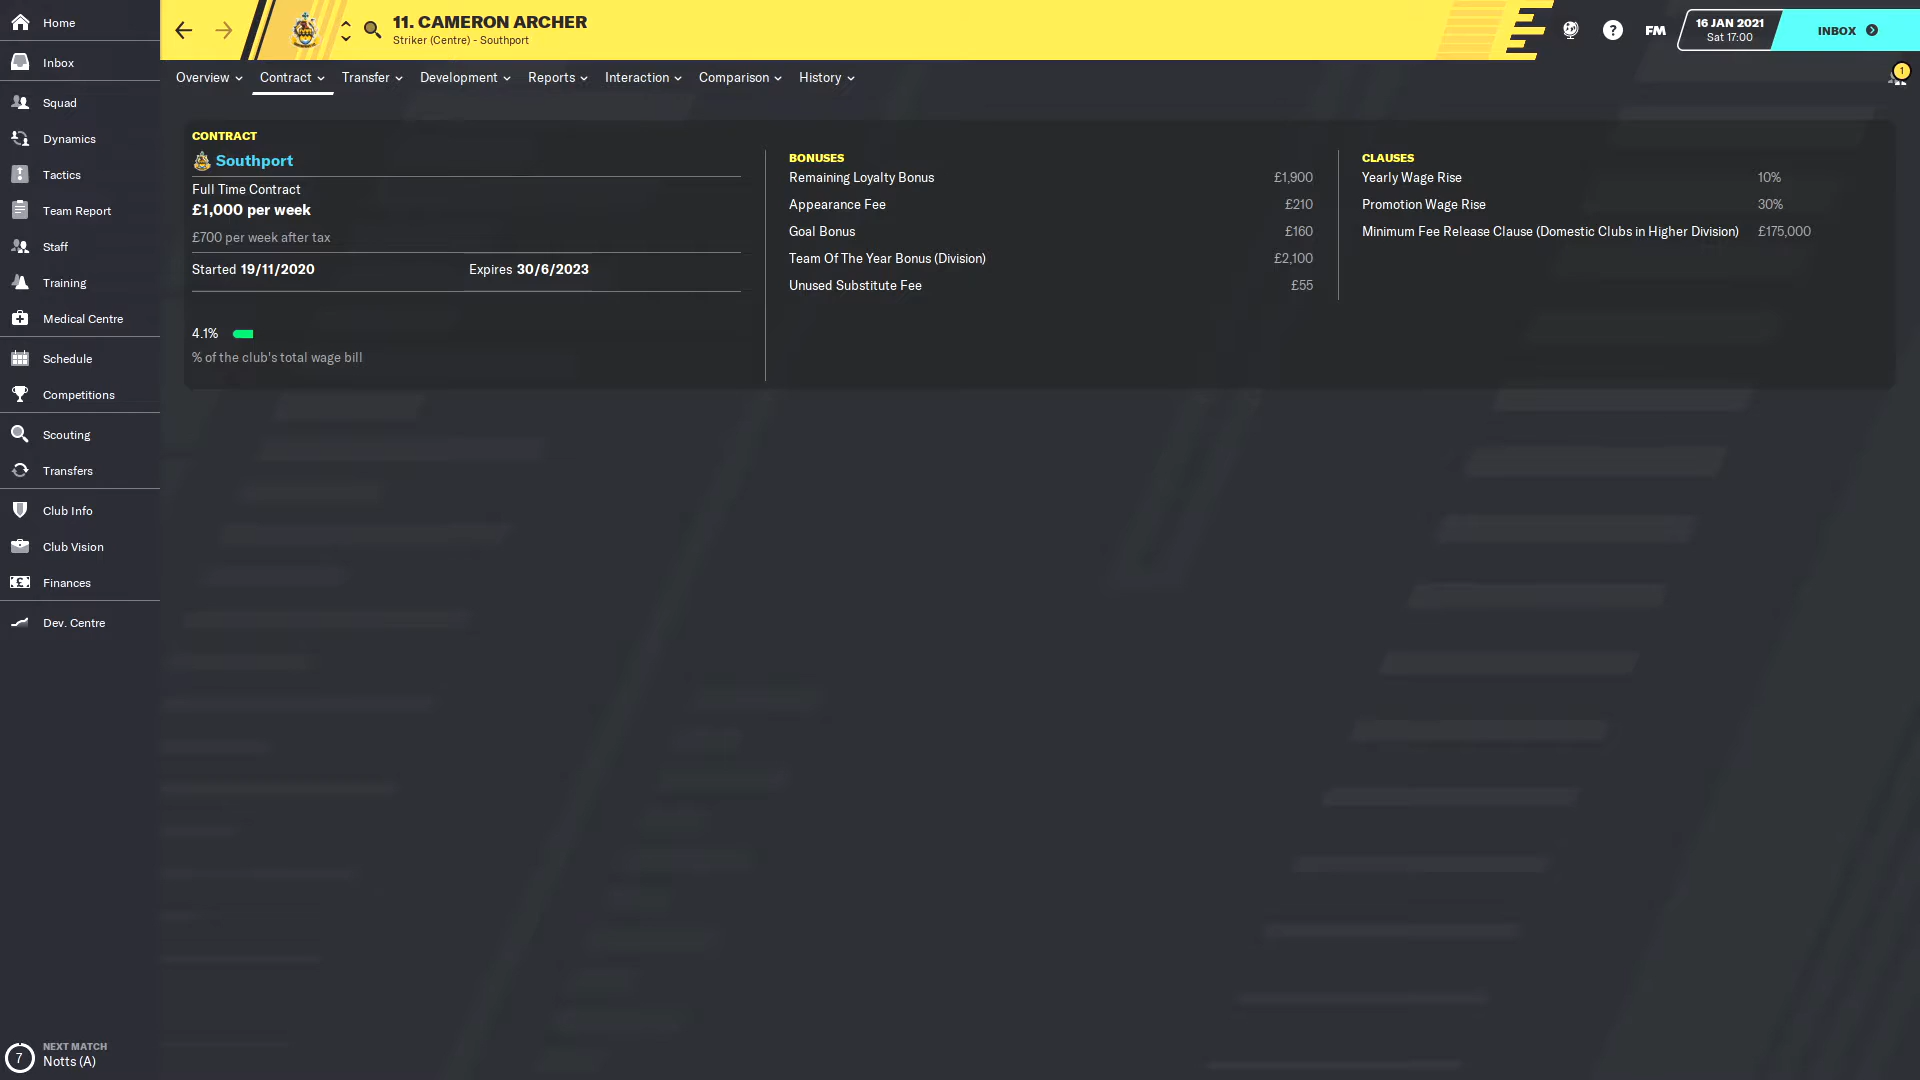 Home
Inbox
Squad
Dynamics
Tactics
Team Report
Staff
Training
Medical Centre
Schedule
Competitions
Scouting
Transfers
Club Info
Club Vision
Finances
Dev. Centre
7
NEXT MATCH
Notts (A)
11. CAMERON ARCHER
Striker (Centre) - Southport
?
FM
16 JAN 2021
Sat 17:00
INBOX
Overview
Contract
Transfer
Development
Reports
Interaction
Comparison
History
1
CONTRACT
Southport
Full Time Contract
£1,000 per week
£700 per week after tax
Started 19/11/2020 Expires 30/6/2023
4.1%
% of the club's total wage bill
BONUSES
Remaining Loyalty Bonus £1,900
Appearance Fee £210
Goal Bonus £160
Team Of The Year Bonus (Division) £2,100
Unused Substitute Fee £55
CLAUSES
Yearly Wage Rise 10%
Promotion Wage Rise 30%
Minimum Fee Release Clause (Domestic Clubs in Higher Division) £175,000